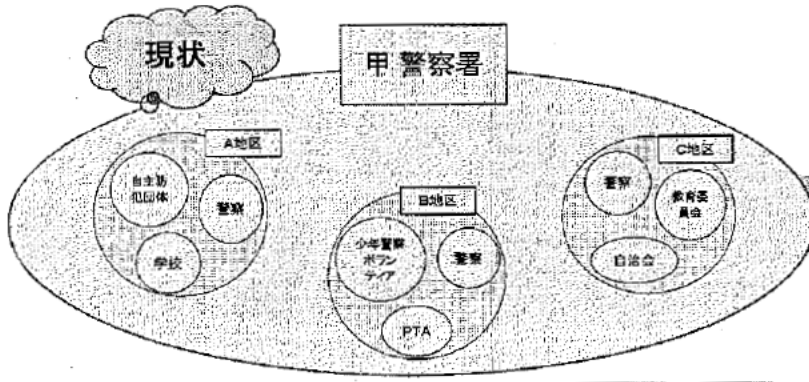 現状
甲警察署
A地区
自主防
犯団体
警察
学校
B地区
少年警察
ボラン
ティア
警察
PTA
C地区
警察
教育委
員会
自治会